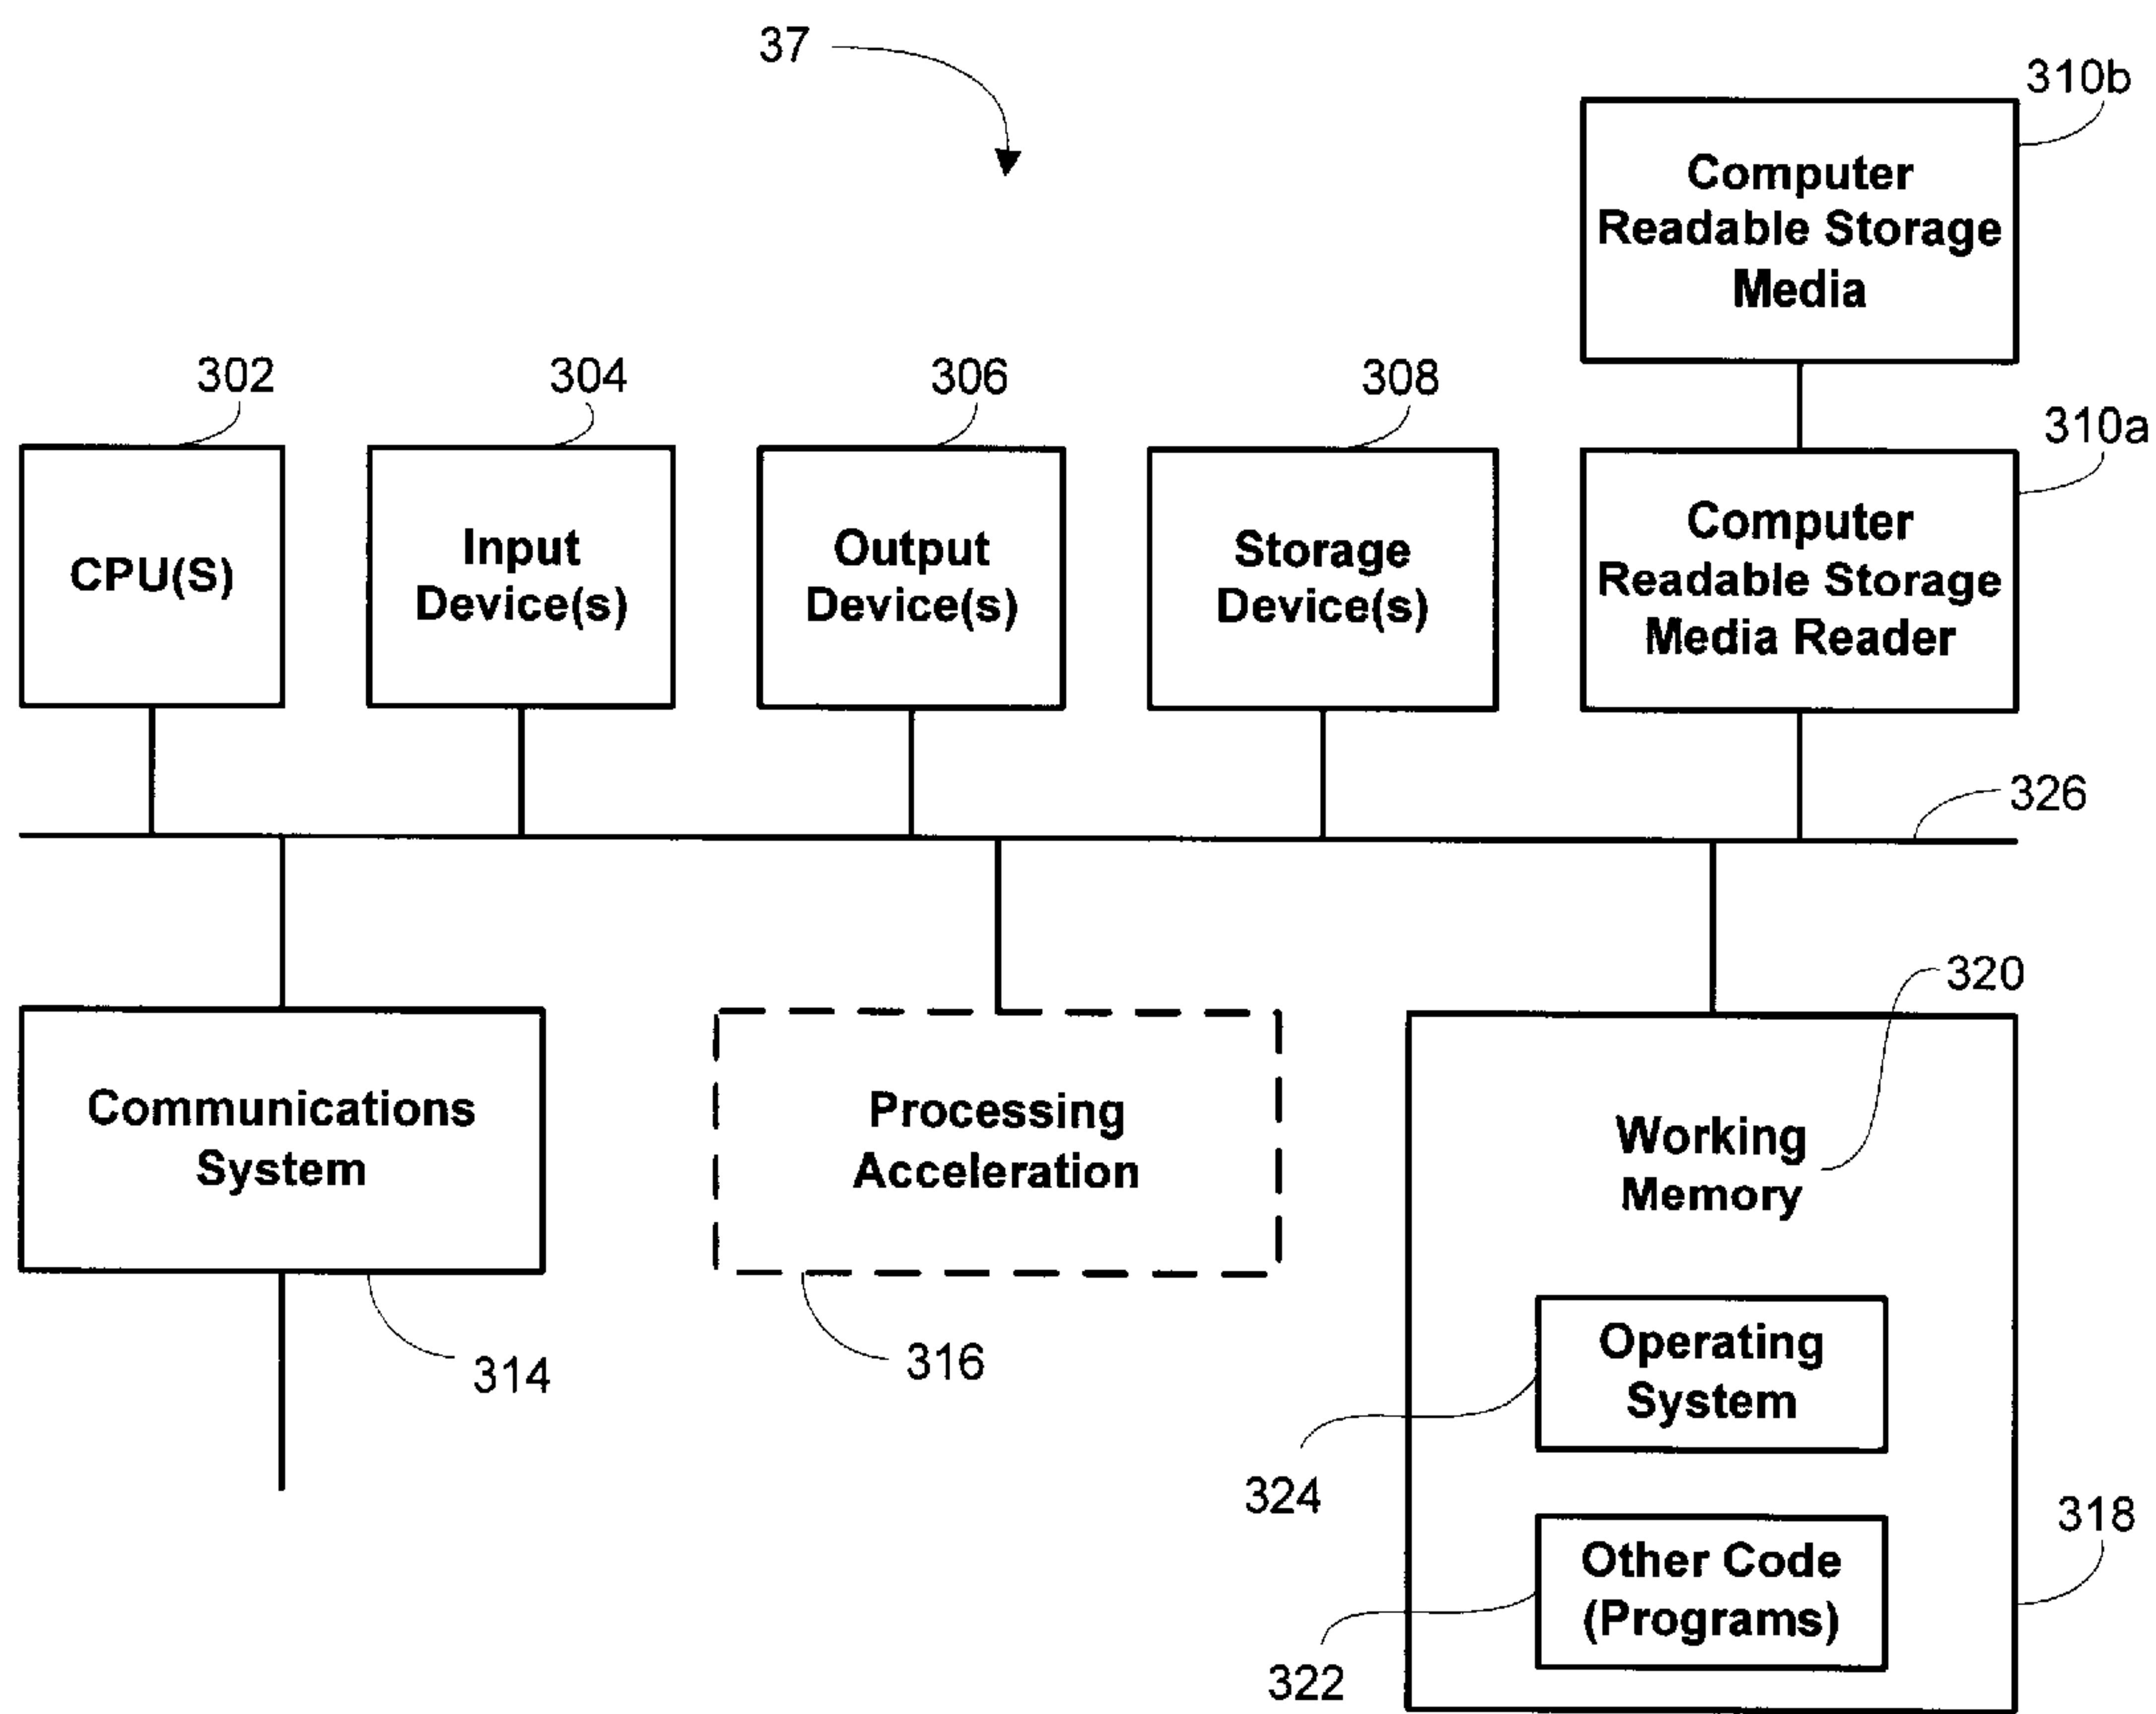 37
310b
Computer
Readable Storage
Media
302
304
306
308
310a
CPU(S)
Input
Device(s)
Output
Device(s)
Storage
Device(s)
Computer
Readable Storage
Media Reader
326
320
Communications
System
Processing
Acceleration
Working
Memory
314
316
Operating
System
324
318
Other Code
(Programs)
322